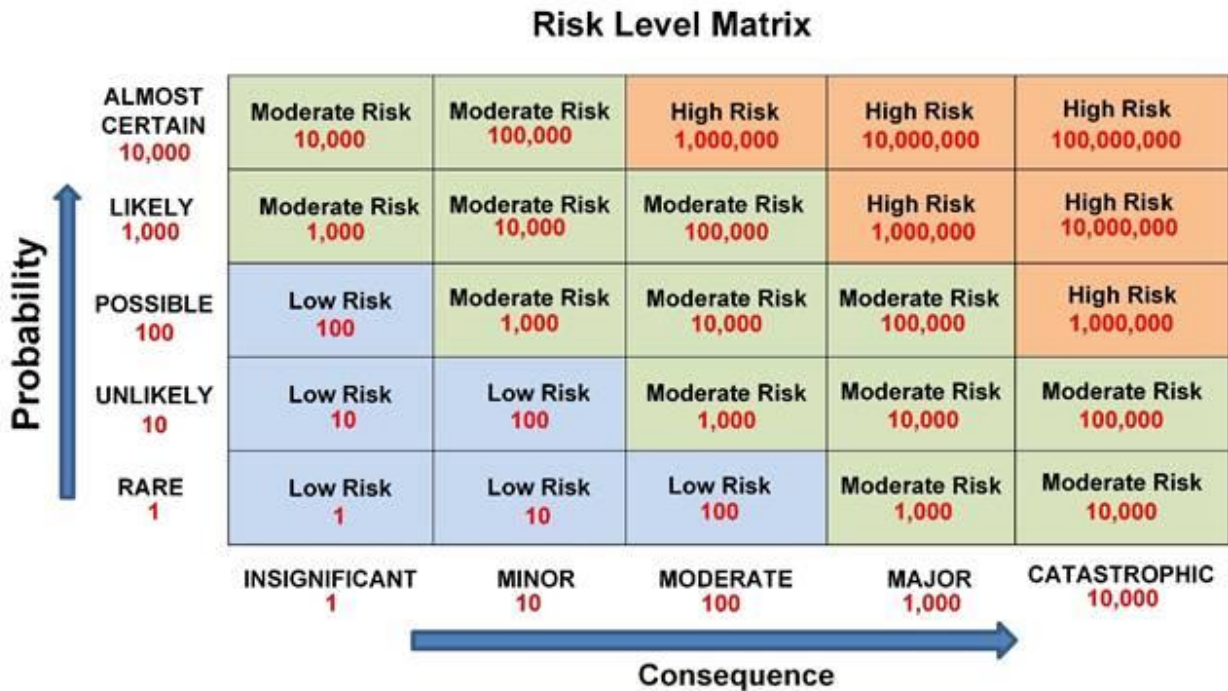 Risk Level Matrix
ALMOST
CERTAIN
10,000
Moderate Risk
10,000
Moderate Risk
100,000
High Risk
1,000,000
High Risk
10,000,000
High Risk
100,000,000
LIKELY
1,000
Moderate Risk
1,000
Moderate Risk
10,000
Moderate Risk
100,000
High Risk
1,000,000
High Risk
10,000,000
Probability
POSSIBLE
100
Low Risk
100
Moderate Risk
1,000
Moderate Risk
10,000
Moderate Risk
100,000
High Risk
1,000,000
UNLIKELY
10
Low Risk
10
Low Risk
100
Moderate Risk
1,000
Moderate Risk
10,000
Moderate Risk
100,000
RARE
1
Low Risk
1
Low Risk
10
Low Risk
100
Moderate Risk
1,000
Moderate Risk
10,000
INSIGNIFICANT
1
MINOR
10
MODERATE
100
MAJOR
1,000
CATASTROPHIC
10,000
Consequence